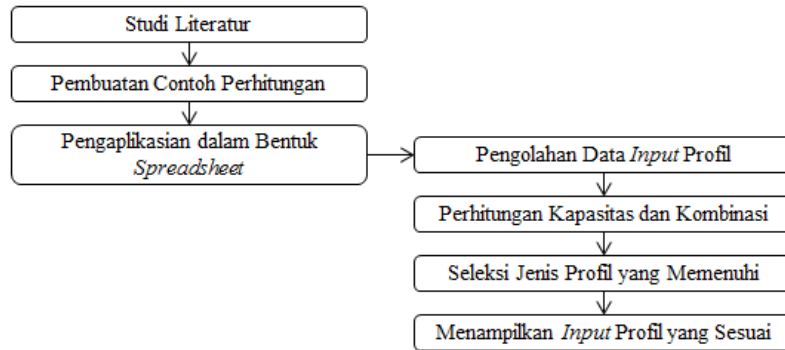 Studi Literatur
Pembuatan Contoh Perhitungan
Pengaplikasian dalam Bentuk
Spreadsheet
Pengolahan Data Input Profil
Perhitungan Kapasitas dan Kombinasi
Seleksi Jenis Profil yang Memenuhi
Menampilkan Input Profil yang Sesuai